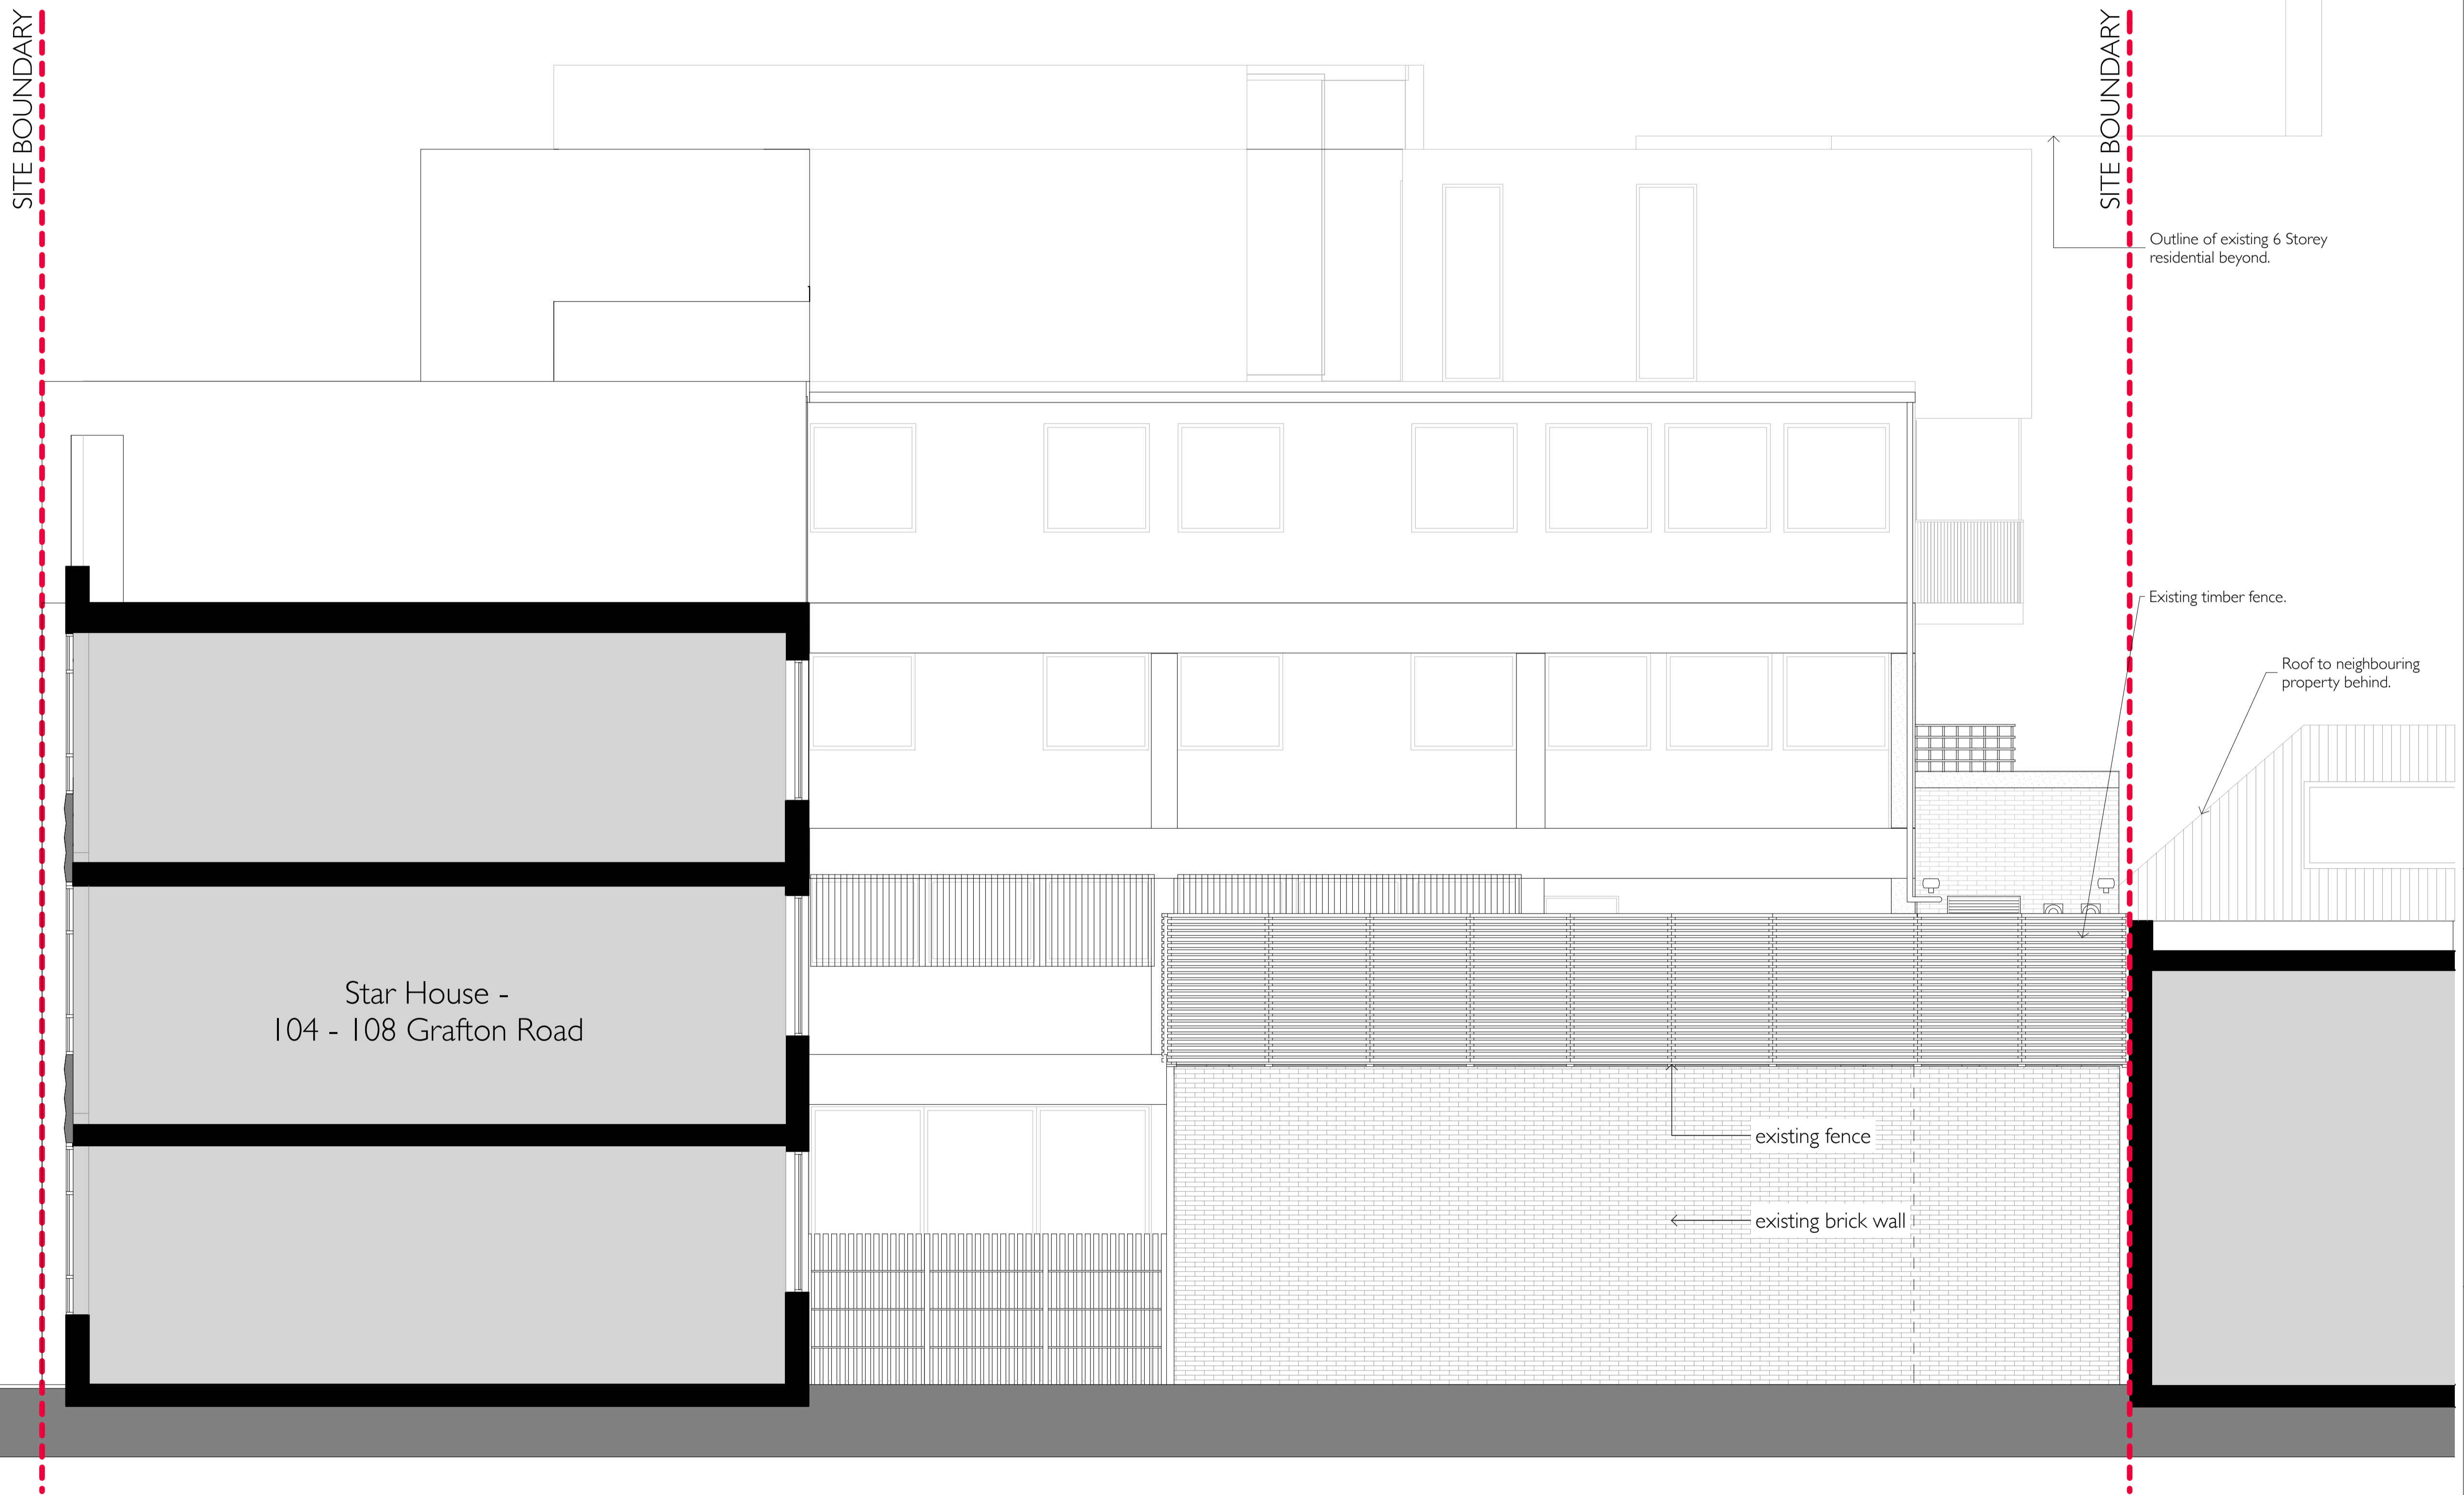 SITE BOUNDARY
SITE BOUNDARY
Outline of existing 6 Storey
residential beyond.
Existing timber fence.
Roof to neighbouring
property behind.
Star House -
104 - 108 Grafton Road
existing fence
existing brick wall